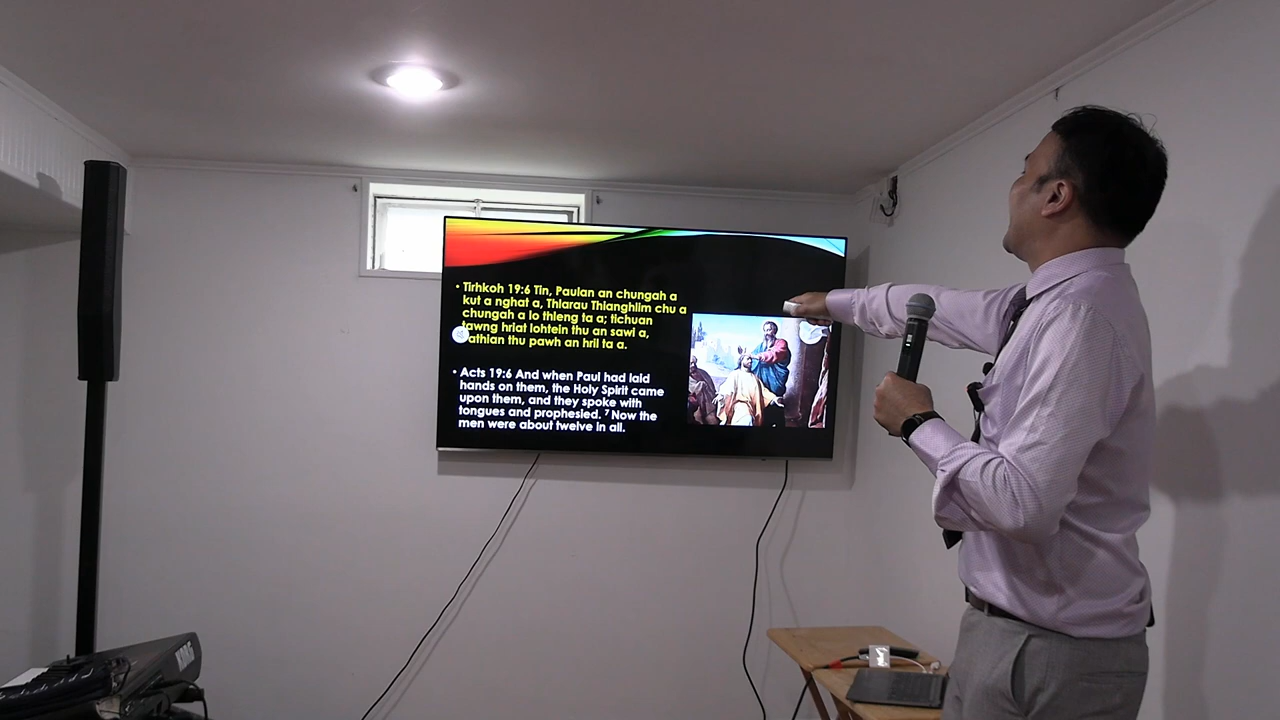 • Tirhkoh 19:6 Tin, Paulan an chungah a
kut a nghat a, Thlarau Thianghlim chu a
chungah a lo thleng ta a; tichuan
tawng hriat lohtein thu an sawi a,
athian thu pawh an hril ta a.
• Acts 19:6 And when Paul had laid
hands on them, the Holy Spirit came
upon them, and they spoke with
tongues and prophesied. ⁷ Now the
men were about twelve in all.
KORG